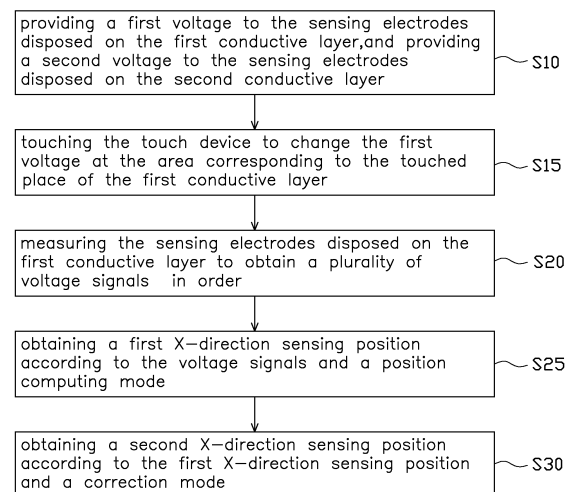 providing a first voltage to the sensing electrodes
disposed on the first conductive layer,and providing
a second voltage to the sensing electrodes
disposed on the second conductive layer
S10
touching the touch device to change the first
voltage at the area corresponding to the touched
place of the first conductive layer
S15
measuring the sensing electrodes disposed on the
first conductive layer to obtain a plurality of
voltage signals in order
S20
obtaining a first X-direction sensing position
according to the voltage signals and a position
computing mode
S25
obtaining a second X-direction sensing position
according to the first X-direction sensing position
and a correction mode
S30